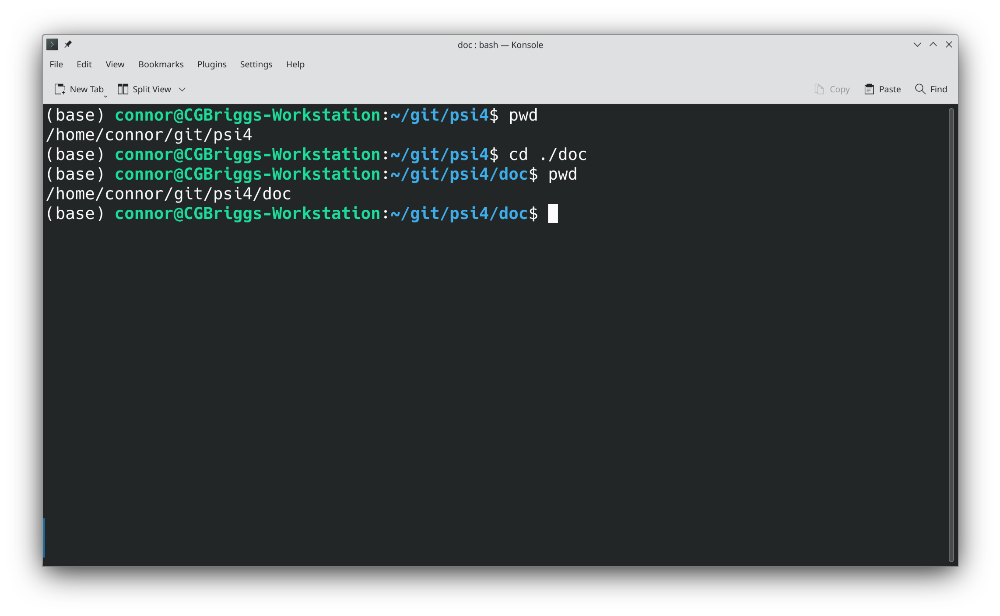 doc : bash — Konsole
File Edit View Bookmarks Plugins Settings Help
New Tab Split View Copy Paste Find
(base) connor@CGBriggs-Workstation:~/git/psi4$ pwd
/home/connor/git/psi4
(base) connor@CGBriggs-Workstation:~/git/psi4$ cd ./doc
(base) connor@CGBriggs-Workstation:~/git/psi4/doc$ pwd
/home/connor/git/psi4/doc
(base) connor@CGBriggs-Workstation:~/git/psi4/doc$